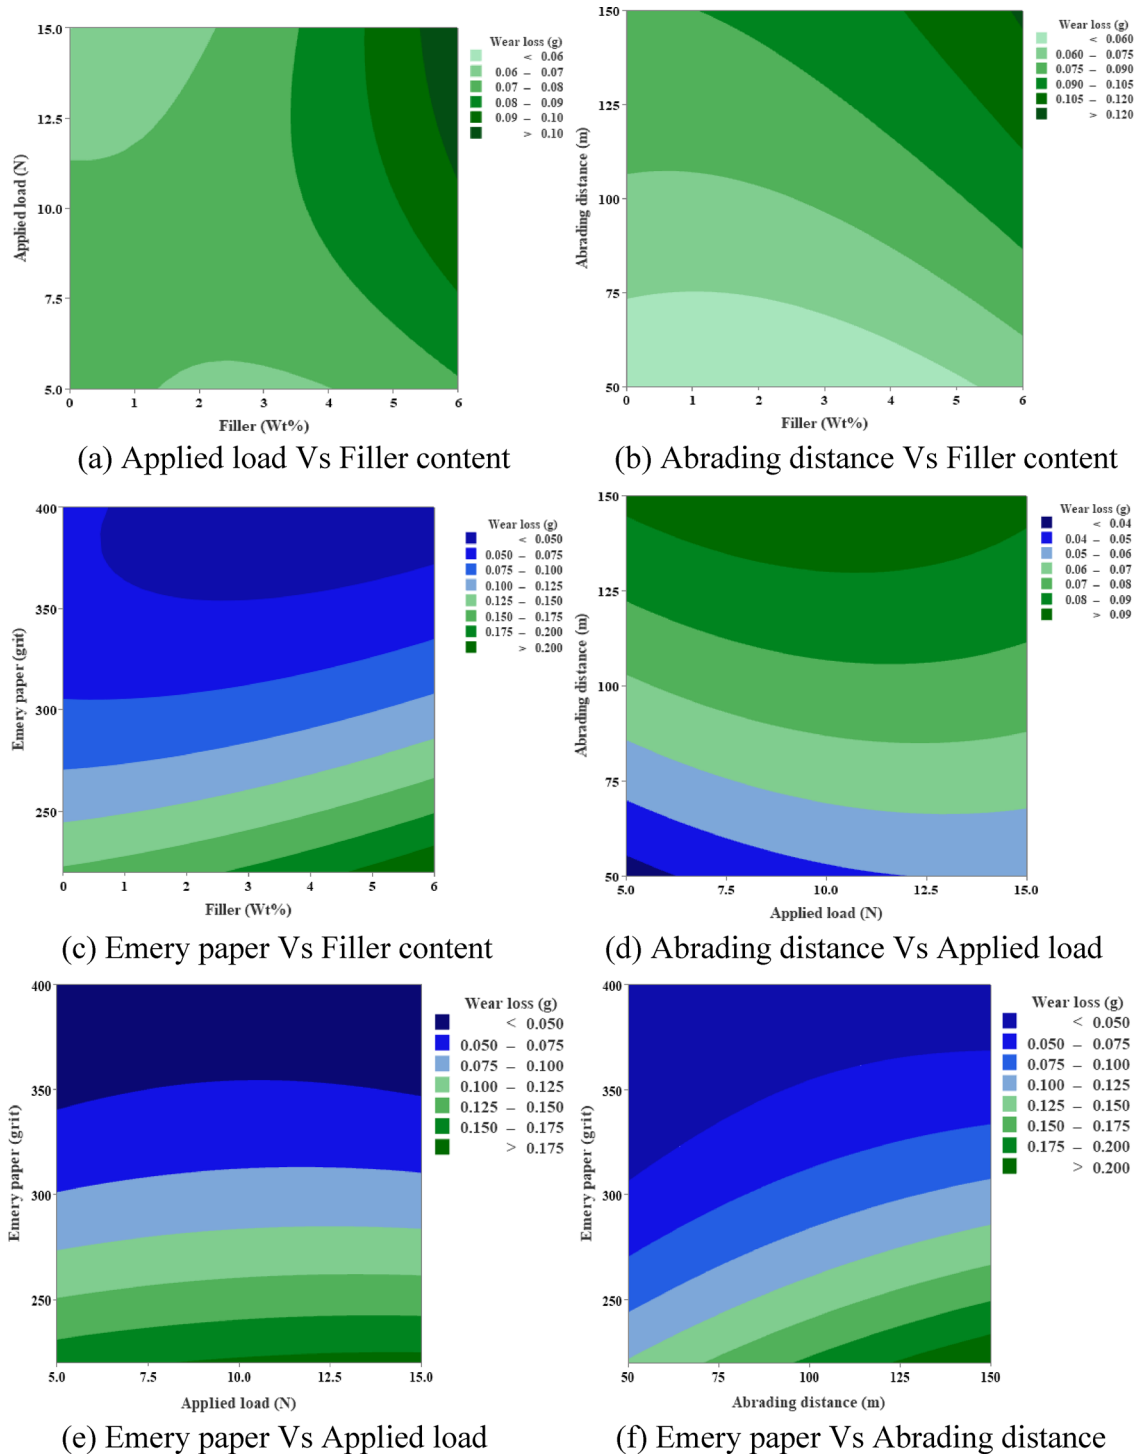 15.0
12.5
10.0
7.5
5.0
0 1 2 3 4 5 6
Applied load (N)
Filler (Wt%)
Wear loss (g)
< 0.06
0.06 – 0.07
0.07 – 0.08
0.08 – 0.09
0.09 – 0.10
> 0.10
(a) Applied load Vs Filler content
150
125
100
75
50
0 1 2 3 4 5 6
Abrading distance (m)
Filler (Wt%)
Wear loss (g)
< 0.060
0.060 – 0.075
0.075 – 0.090
0.090 – 0.105
0.105 – 0.120
> 0.120
(b) Abrading distance Vs Filler content
400
350
300
250
0 1 2 3 4 5 6
Emery paper (grit)
Filler (Wt%)
Wear loss (g)
< 0.050
0.050 – 0.075
0.075 – 0.100
0.100 – 0.125
0.125 – 0.150
0.150 – 0.175
0.175 – 0.200
> 0.200
(c) Emery paper Vs Filler content
150
125
100
75
50
5.0 7.5 10.0 12.5 15.0
Abrading distance (m)
Applied load (N)
Wear loss (g)
< 0.04
0.04 – 0.05
0.05 – 0.06
0.06 – 0.07
0.07 – 0.08
0.08 – 0.09
> 0.09
(d) Abrading distance Vs Applied load
400
350
300
250
5.0 7.5 10.0 12.5 15.0
Emery paper (grit)
Applied load (N)
Wear loss (g)
< 0.050
0.050 – 0.075
0.075 – 0.100
0.100 – 0.125
0.125 – 0.150
0.150 – 0.175
> 0.175
(e) Emery paper Vs Applied load
400
350
300
250
50 75 100 125 150
Emery paper (grit)
Abrading distance (m)
Wear loss (g)
< 0.050
0.050 – 0.075
0.075 – 0.100
0.100 – 0.125
0.125 – 0.150
0.150 – 0.175
0.175 – 0.200
> 0.200
(f) Emery paper Vs Abrading distance